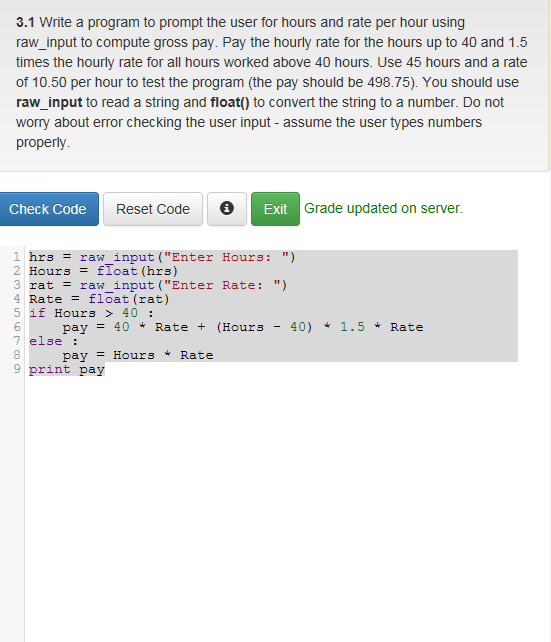 3.1 Write a program to prompt the user for hours and rate per hour using
raw_input to compute gross pay. Pay the hourly rate for the hours up to 40 and 1.5
times the hourly rate for all hours worked above 40 hours. Use 45 hours and a rate
of 10.50 per hour to test the program (the pay should be 498.75). You should use
raw_input to read a string and float() to convert the string to a number. Do not
worry about error checking the user input - assume the user types numbers
properly.
Check Code Reset Code i Exit Grade updated on server.
1 hrs = raw_input("Enter Hours: ")
2 Hours = float(hrs)
3 rat = raw_input("Enter Rate: ")
4 Rate = float(rat)
5 if Hours > 40 :
6     pay = 40 * Rate + (Hours - 40) * 1.5 * Rate
7 else :
8     pay = Hours * Rate
9 print pay